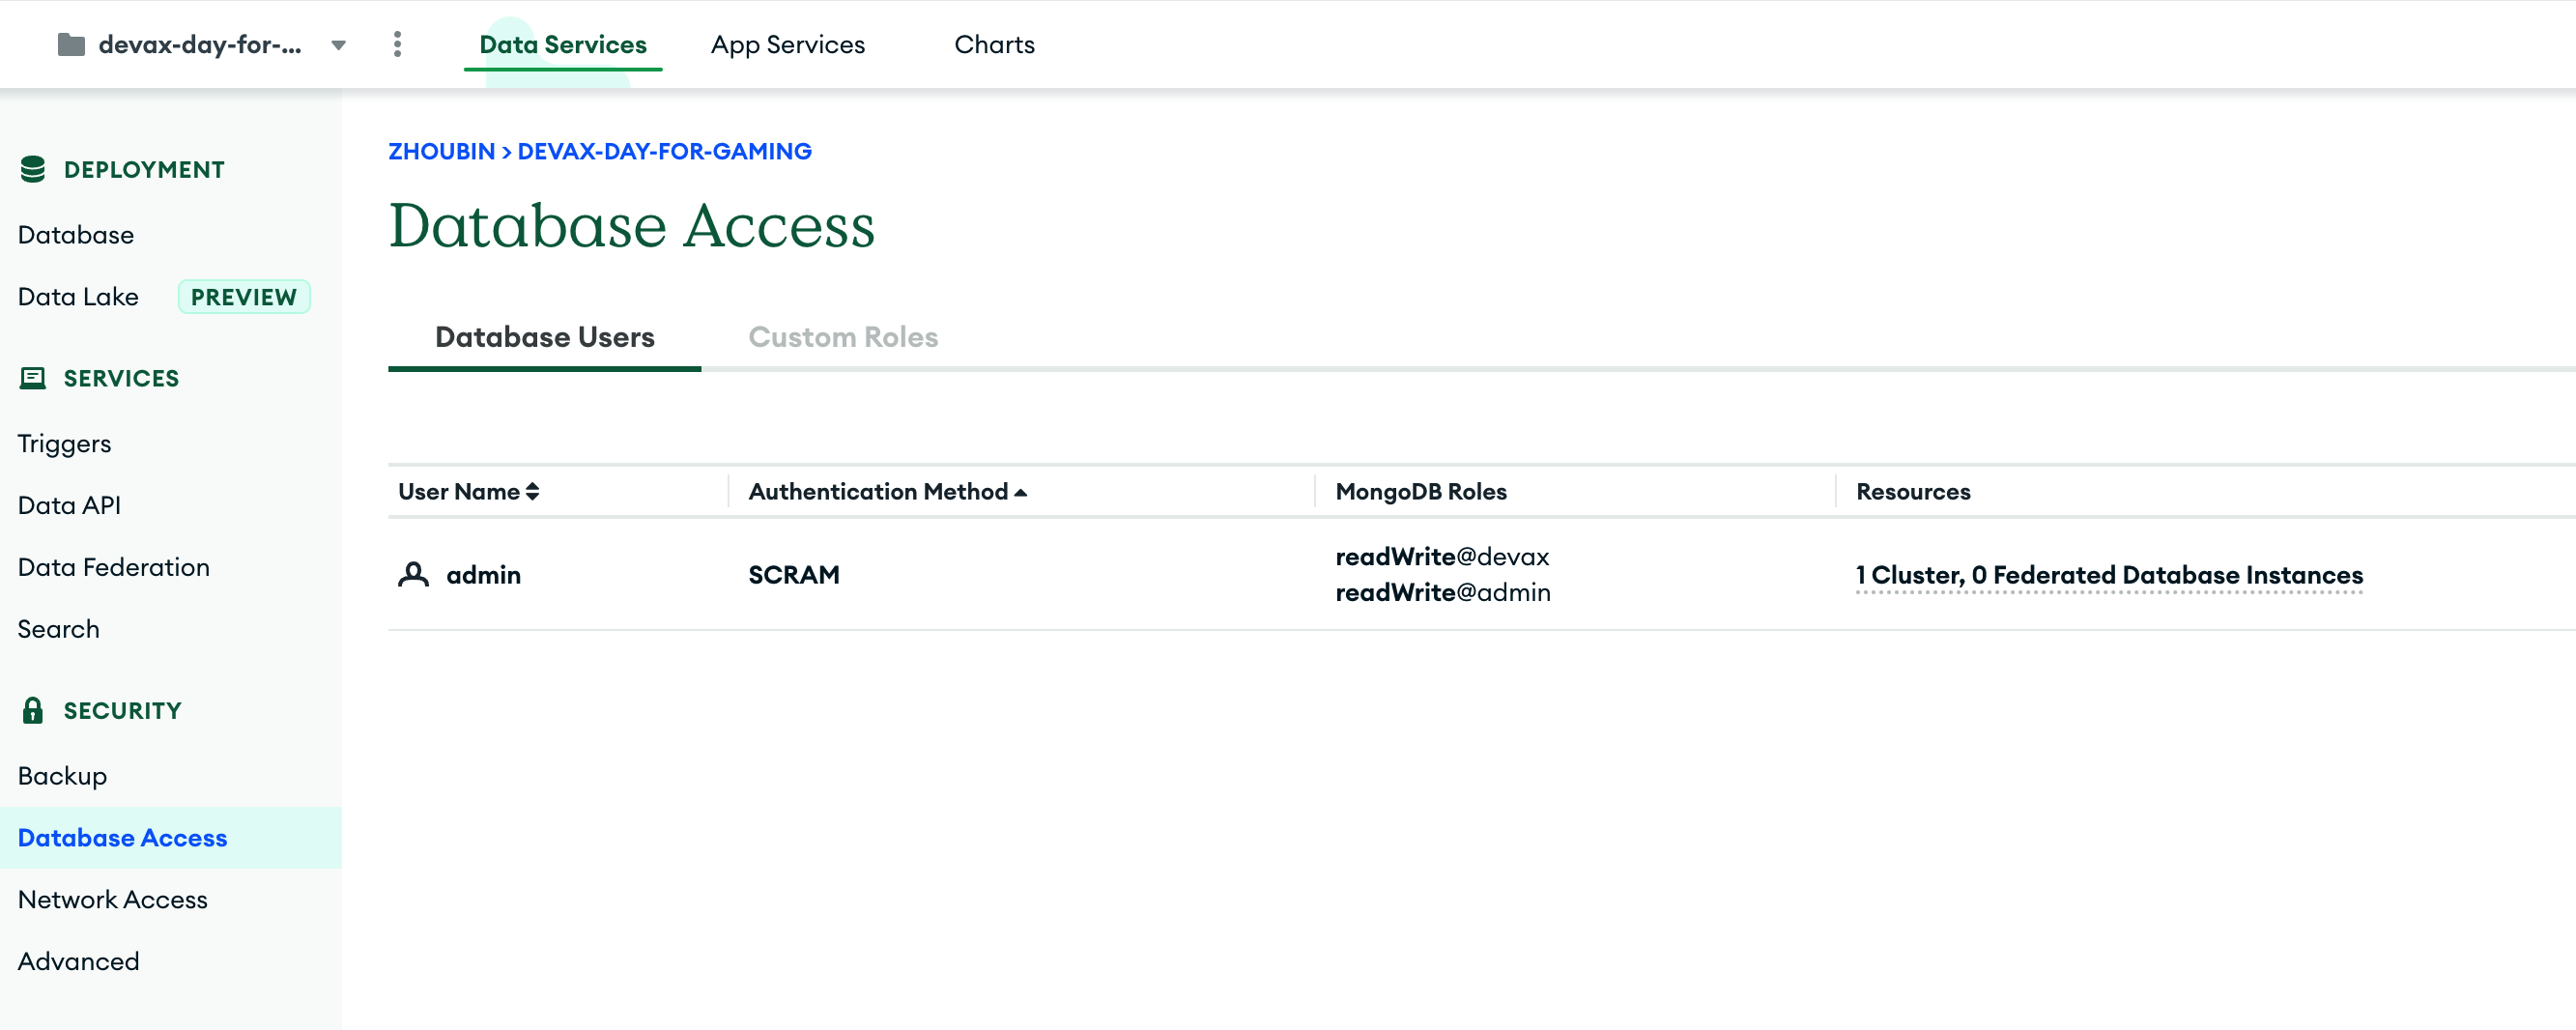 devax-day-for-...
Data Services
App Services
Charts
DEPLOYMENT
Database
Data Lake PREVIEW
SERVICES
Triggers
Data API
Data Federation
Search
SECURITY
Backup
Database Access
Network Access
Advanced
ZHOUBIN > DEVAX-DAY-FOR-GAMING
Database Access
Database Users
Custom Roles
User Name
Authentication Method
MongoDB Roles
Resources
admin
SCRAM
readWrite@devax
readWrite@admin
1 Cluster, 0 Federated Database Instances